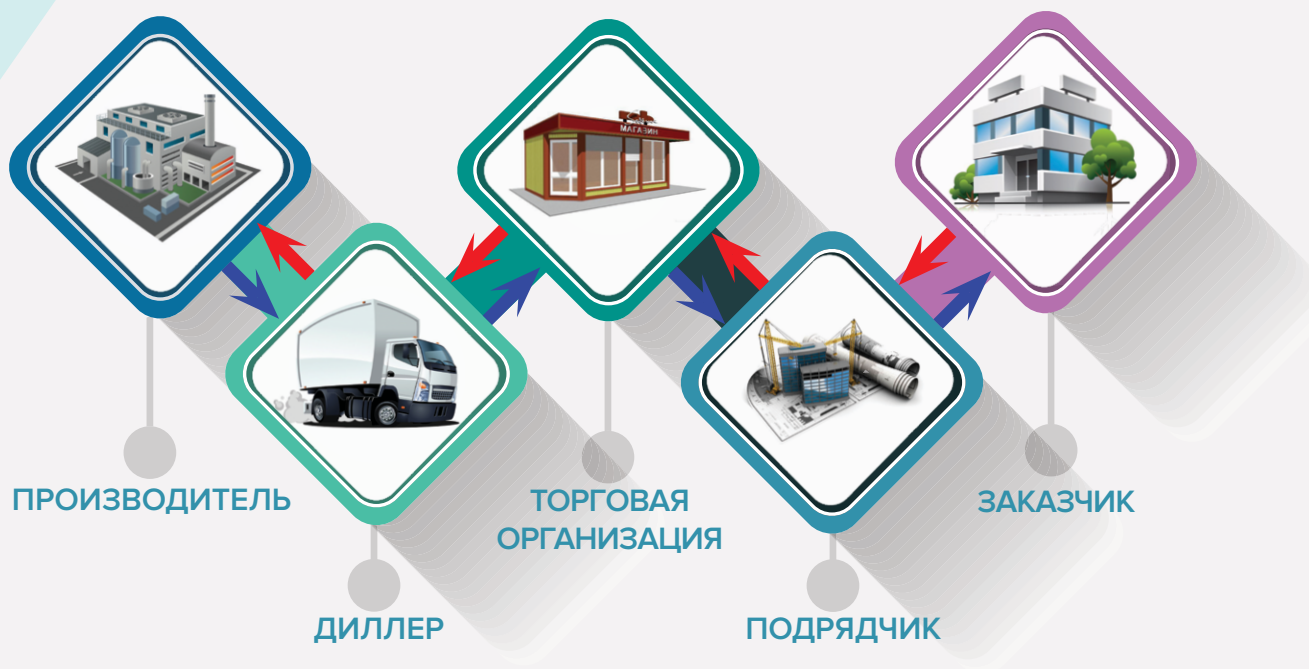 МАГАЗИН
ПРОИЗВОДИТЕЛЬ
ТОРГОВАЯ
ОРГАНИЗАЦИЯ
ЗАКАЗЧИК
ДИЛЛЕР
ПОДРЯДЧИК